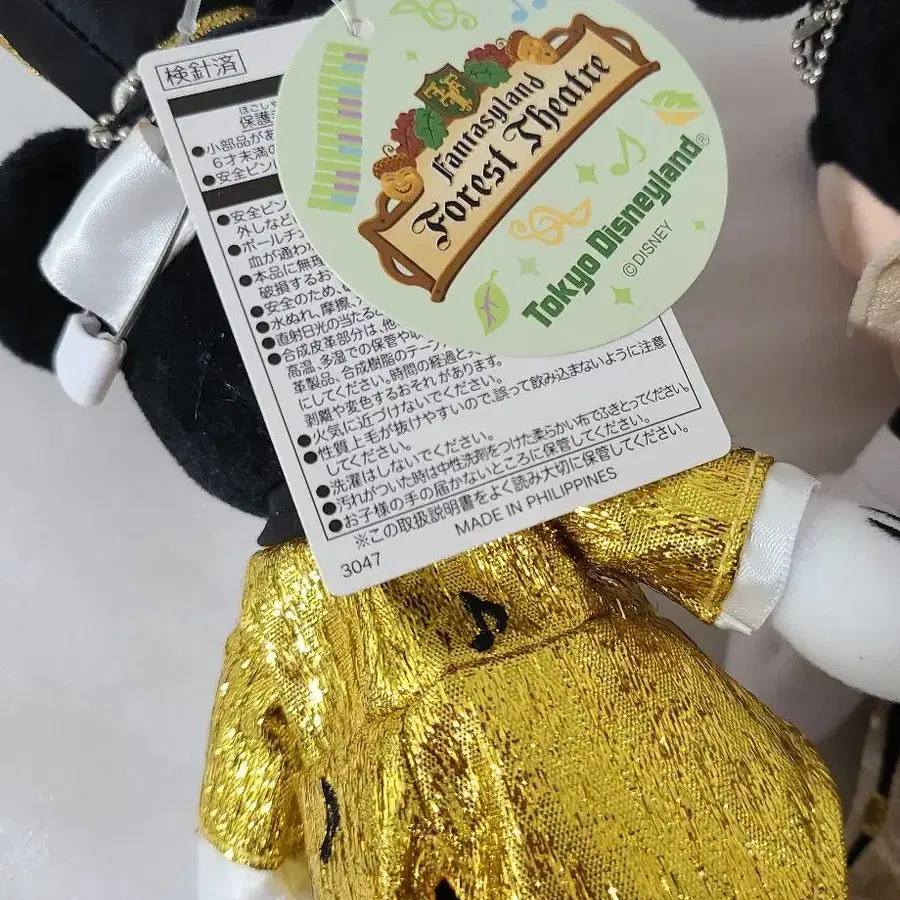 検針済
ほこしゃ
保護
小部品があ
6才未満の
安全ピン
安全ピン
外しなど
ボールチェ
血が通わ
本品に無理
破損するお
安全のため、
水ぬれ、摩擦、
直射日光の当たる
合成皮革部分は、他
高温、多湿での保管や
革製品、合成樹脂のテー
にしてください。時間の経過と
剥離や変色するおそれがあります。
火気に近づけないでください。
性質上毛が抜けやすいので、誤って飲み込まないように注意
してください。
洗濯はしないでください。
汚れがついた時は中性洗剤をつけた柔らかい布でふきとってください。
お子様の手の届かないところに保管してください。
※この取扱説明書をよく読み大切に保管してください。
3047
MADE IN PHILIPPINES
FT
Fantasyland
Forest Theatre
Tokyo Disneyland®
©DISNEY